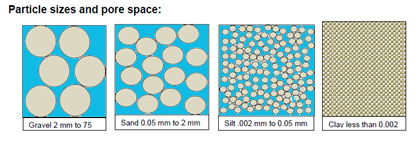 Particle sizes and pore space:
Gravel 2 mm to 75
Sand 0.05 mm to 2 mm
Silt .002 mm to 0.05 mm
Clay less than 0.002